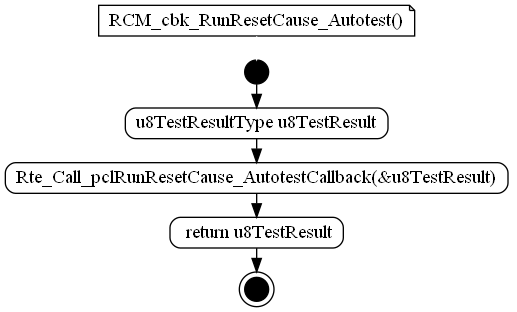 RCM_cbk_RunResetCause_Autotest()
u8TestResultType u8TestResult
Rte_Call_pclRunResetCause_AutotestCallback(&u8TestResult)
return u8TestResult